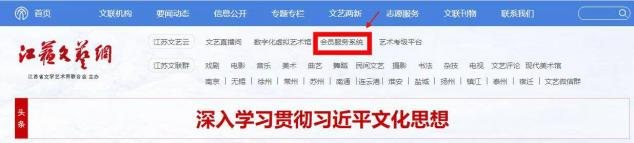 首页 文联机构 要闻动态 信息公开 专题专栏 文艺两新 志愿服务 文联刊物 联系我们
江苏文艺網
江苏省文学艺术界联合会 主办
江苏文艺云 文艺直播间 数字化虚拟艺术馆 会员服务系统 艺术考级平台
江苏文联群 戏剧 电影 音乐 美术 曲艺 舞蹈 民间文艺 摄影 书法 杂技 电视 文艺评论 现代美术馆
南京 | 无锡 | 徐州 | 常州 | 苏州 | 南通 | 连云港 | 淮安 | 盐城 | 扬州 | 镇江 | 泰州 | 宿迁 | 文艺微信群
头条
深入学习贯彻习近平文化思想